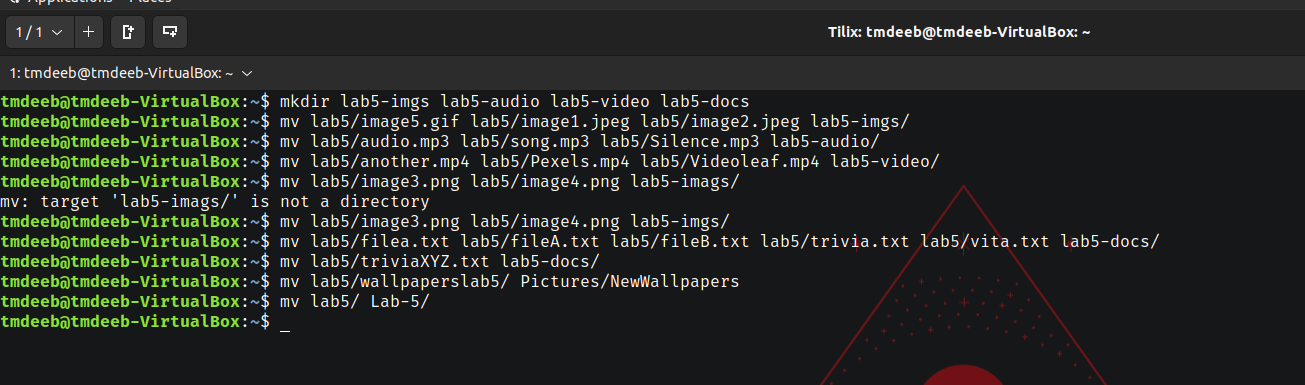 Applications Places
1 / 1
Tilix: tmdeeb@tmdeeb-VirtualBox: ~
1: tmdeeb@tmdeeb-VirtualBox: ~
tmdeeb@tmdeeb-VirtualBox:~$ mkdir lab5-imgs lab5-audio lab5-video lab5-docs
tmdeeb@tmdeeb-VirtualBox:~$ mv lab5/image5.gif lab5/image1.jpeg lab5/image2.jpeg lab5-imgs/
tmdeeb@tmdeeb-VirtualBox:~$ mv lab5/audio.mp3 lab5/song.mp3 lab5/Silence.mp3 lab5-audio/
tmdeeb@tmdeeb-VirtualBox:~$ mv lab5/another.mp4 lab5/Pexels.mp4 lab5/Videoleaf.mp4 lab5-video/
tmdeeb@tmdeeb-VirtualBox:~$ mv lab5/image3.png lab5/image4.png lab5-imags/
mv: target 'lab5-imags/' is not a directory
tmdeeb@tmdeeb-VirtualBox:~$ mv lab5/image3.png lab5/image4.png lab5-imgs/
tmdeeb@tmdeeb-VirtualBox:~$ mv lab5/filea.txt lab5/fileA.txt lab5/fileB.txt lab5/trivia.txt lab5/vita.txt lab5-docs/
tmdeeb@tmdeeb-VirtualBox:~$ mv lab5/triviaXYZ.txt lab5-docs/
tmdeeb@tmdeeb-VirtualBox:~$ mv lab5/wallpaperslab5/ Pictures/NewWallpapers
tmdeeb@tmdeeb-VirtualBox:~$ mv lab5/ Lab-5/
tmdeeb@tmdeeb-VirtualBox:~$ _